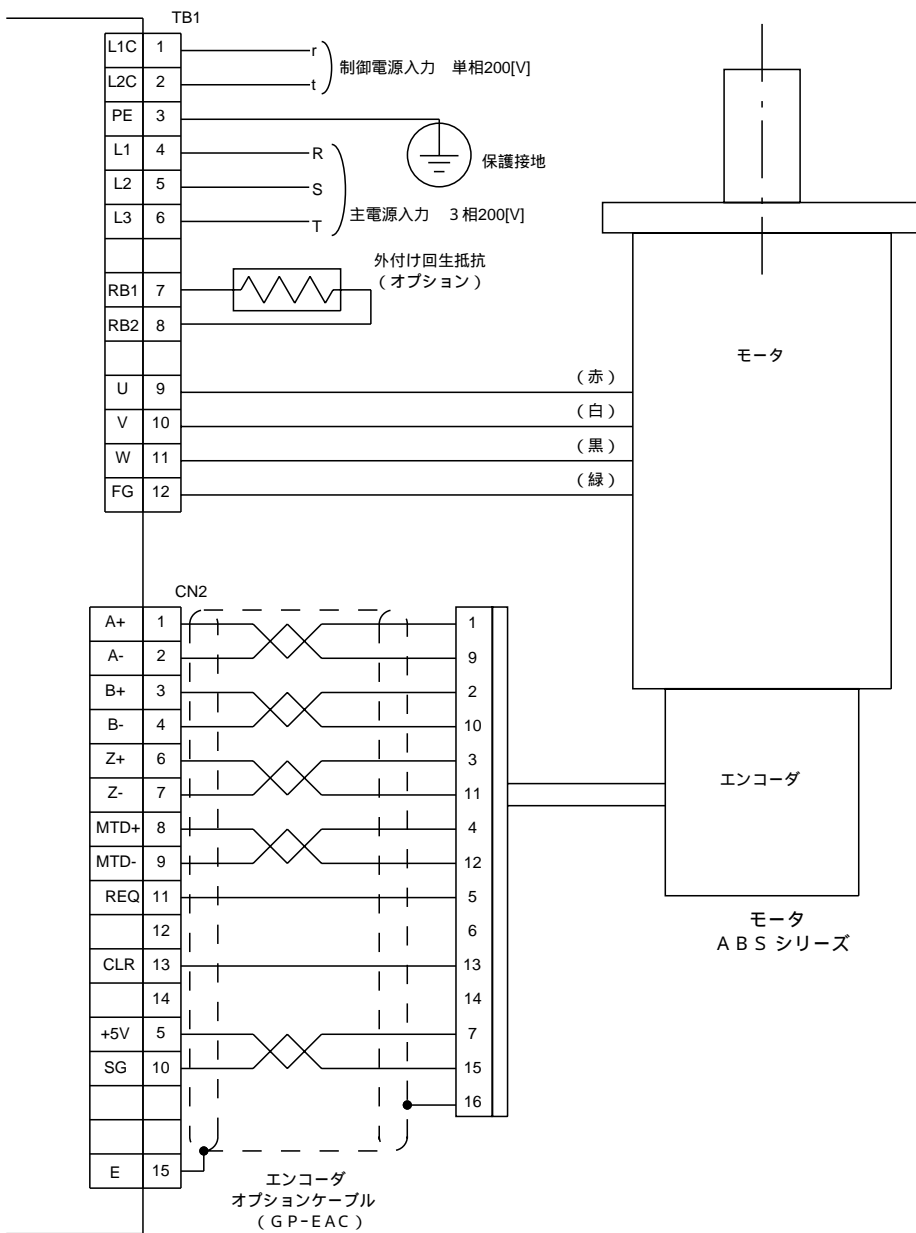 TB1
L1C 1 r
制御電源入力 単相200[V]
L2C 2 t
PE 3
保護接地
L1 4 R
L2 5 S
L3 6 T
主電源入力 3相200[V]
外付け回生抵抗
(オプション)
RB1 7
RB2 8
モータ
U 9 (赤)
V 10 (白)
W 11 (黒)
FG 12 (緑)
CN2
A+ 1 1
A- 2 9
B+ 3 2
B- 4 10
Z+ 6 3
Z- 7 11
エンコーダ
MTD+ 8 4
MTD- 9 12
REQ 11 5
12 6
CLR 13 13
14 14
+5V 5 7
SG 10 15
16
E 15
モータ
ABSシリーズ
エンコーダ
オプションケーブル
(GP-EAC)